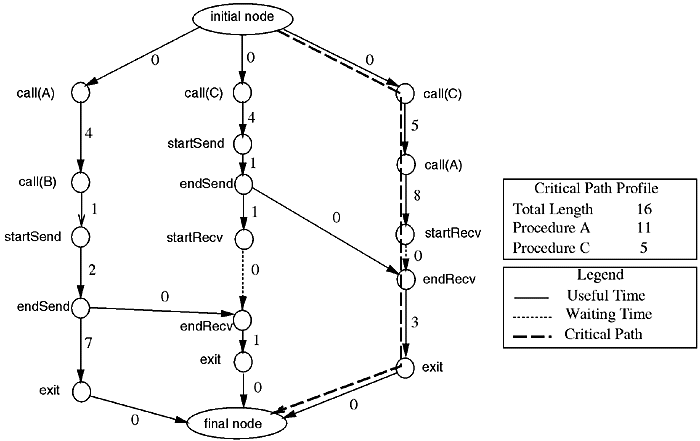 initial node
0
0
0
call(A)
call(C)
call(C)
4
4
5
startSend
1
call(A)
call(B)
endSend
8
1
1
0
startSend
startRecv
startRecv
2
0
0
endRecv
endSend
0
endRecv
3
7
1
exit
exit
exit
0
0
0
final node
Critical Path Profile
Total Length 16
Procedure A 11
Procedure C 5
Legend
Useful Time
Waiting Time
Critical Path